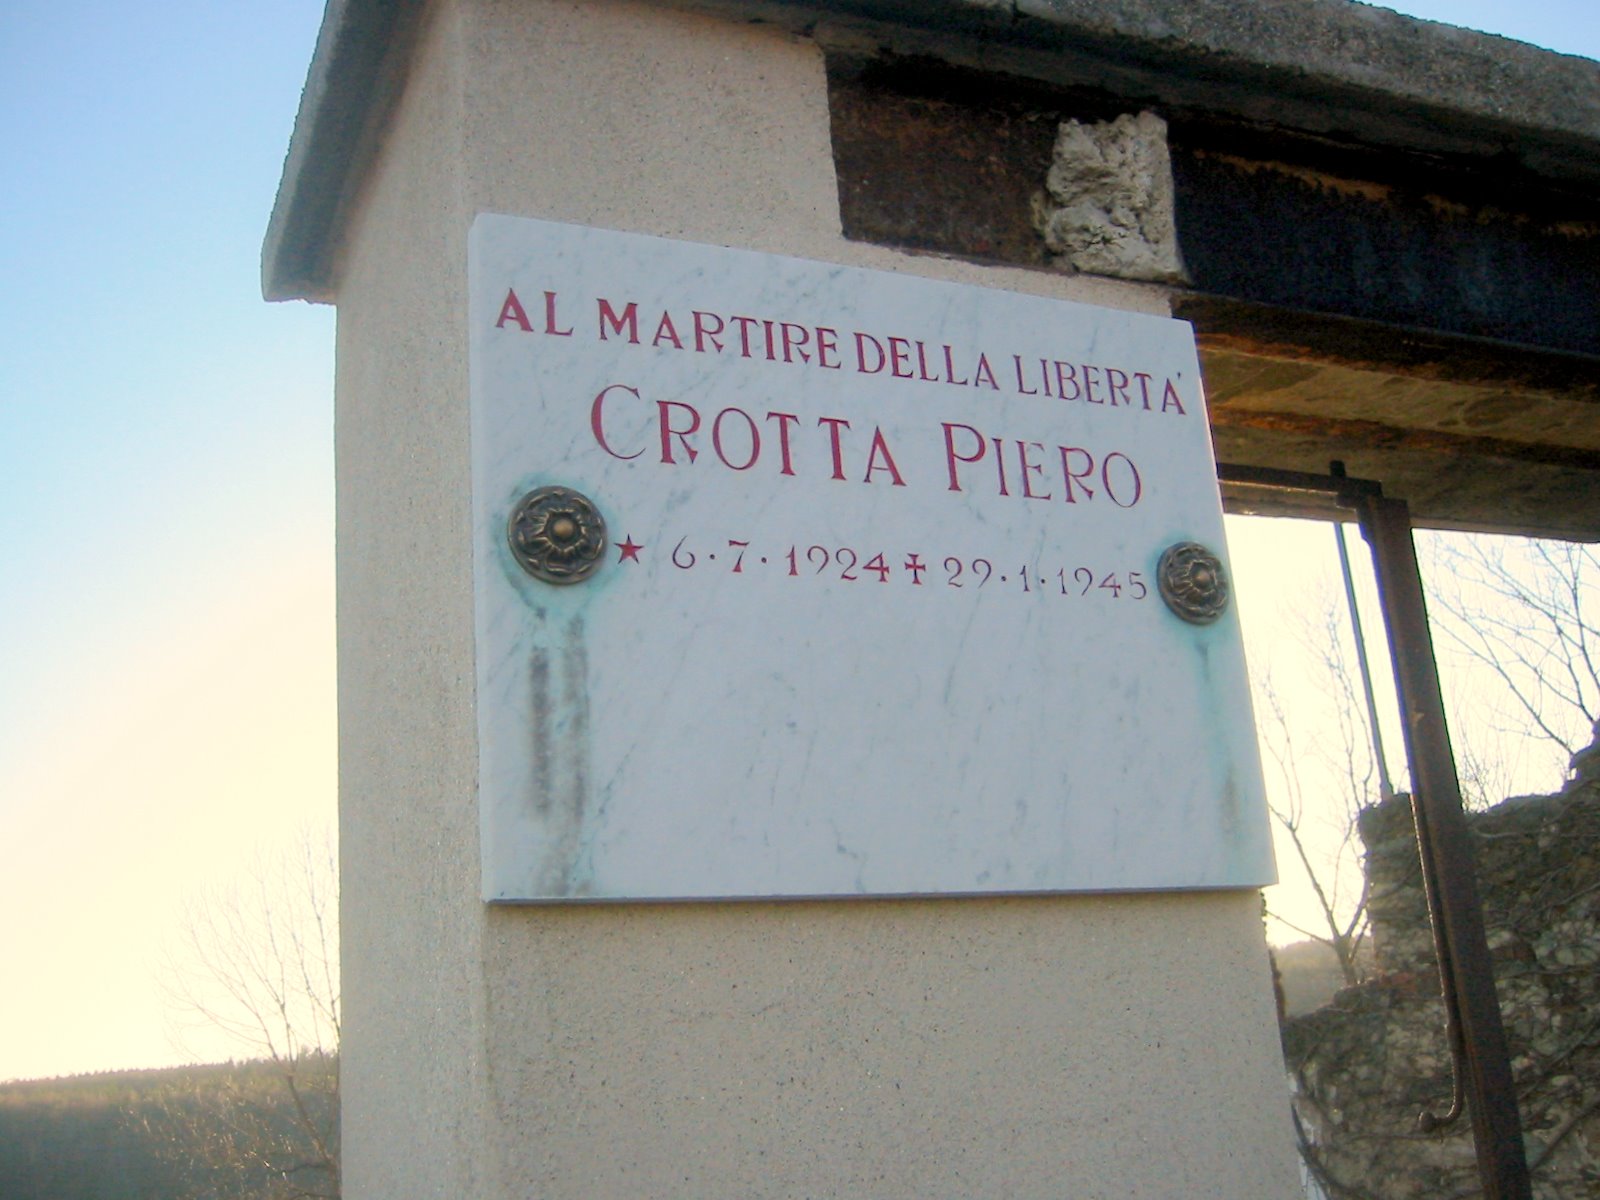 AL MARTIRE DELLA LIBERTA'
CROTTA PIERO
★ 6·7·1924 ✝ 29·1·1945